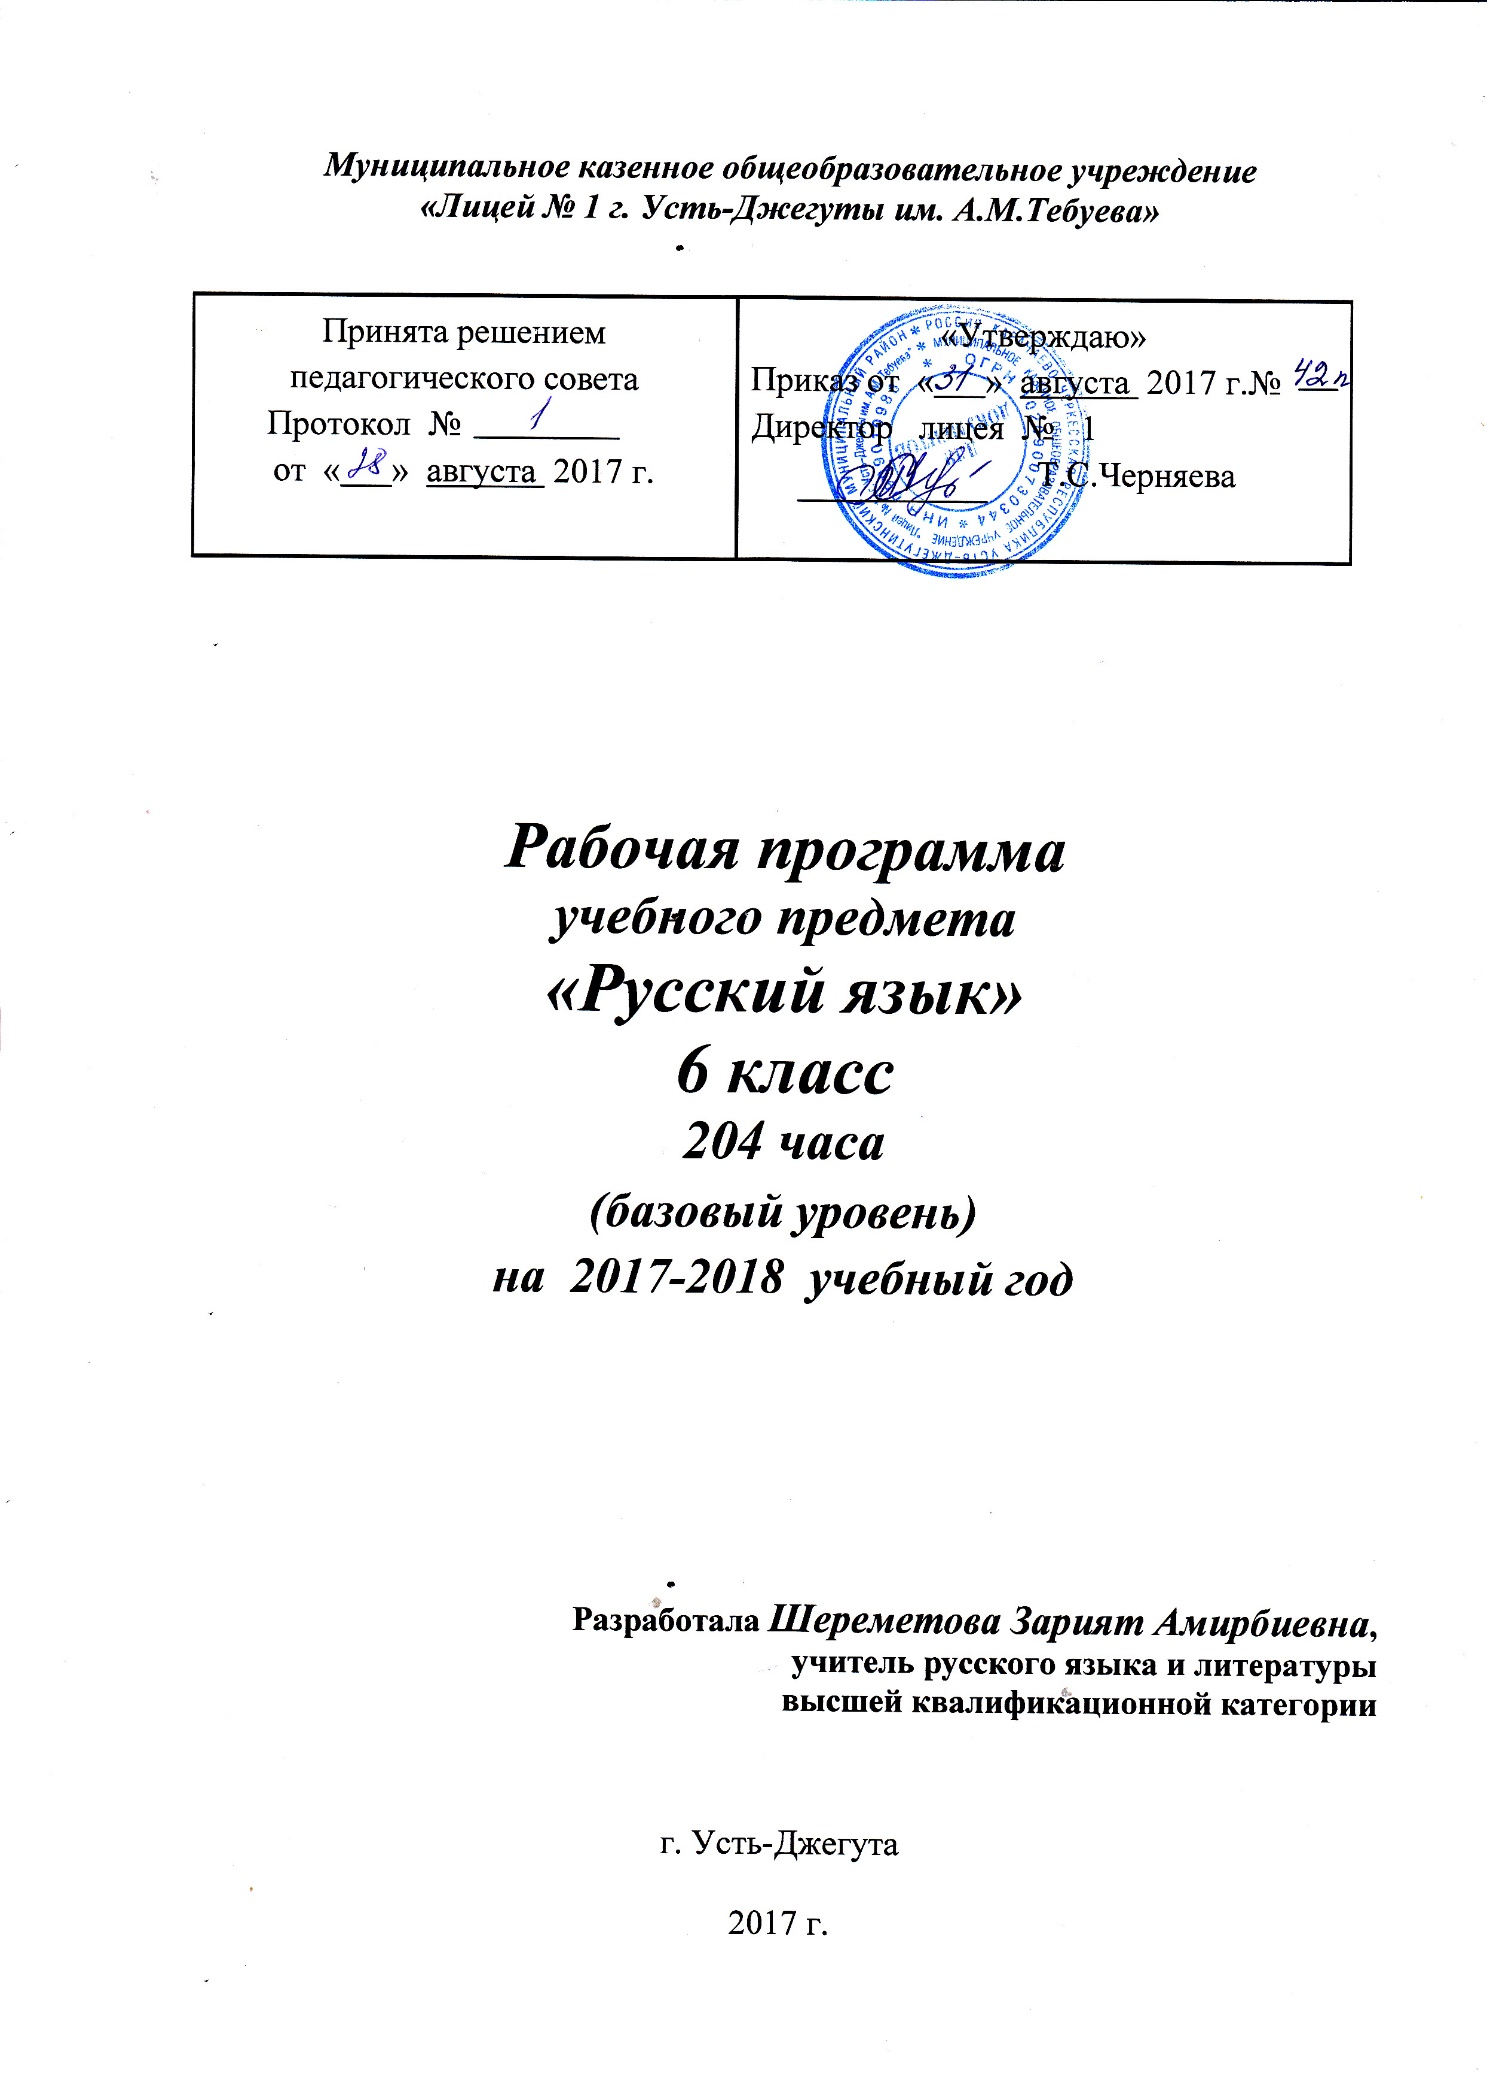 Муниципальное казенное общеобразовательное учреждение
«Лицей № 1 г. Усть-Джегуты им. А.М.Тебуева»
Принята решением
педагогического совета
Протокол № 1
от «28» августа 2017 г.
«Утверждаю»
Приказ от «31» августа 2017 г.№ 42п
Директор лицея № 1
Т.С.Черняева
Рабочая программа
учебного предмета
«Русский язык»
6 класс
204 часа
(базовый уровень)
на 2017-2018 учебный год
Разработала Шереметова Зарият Амирбиевна,
учитель русского языка и литературы
высшей квалификационной категории
г. Усть-Джегута
2017 г.